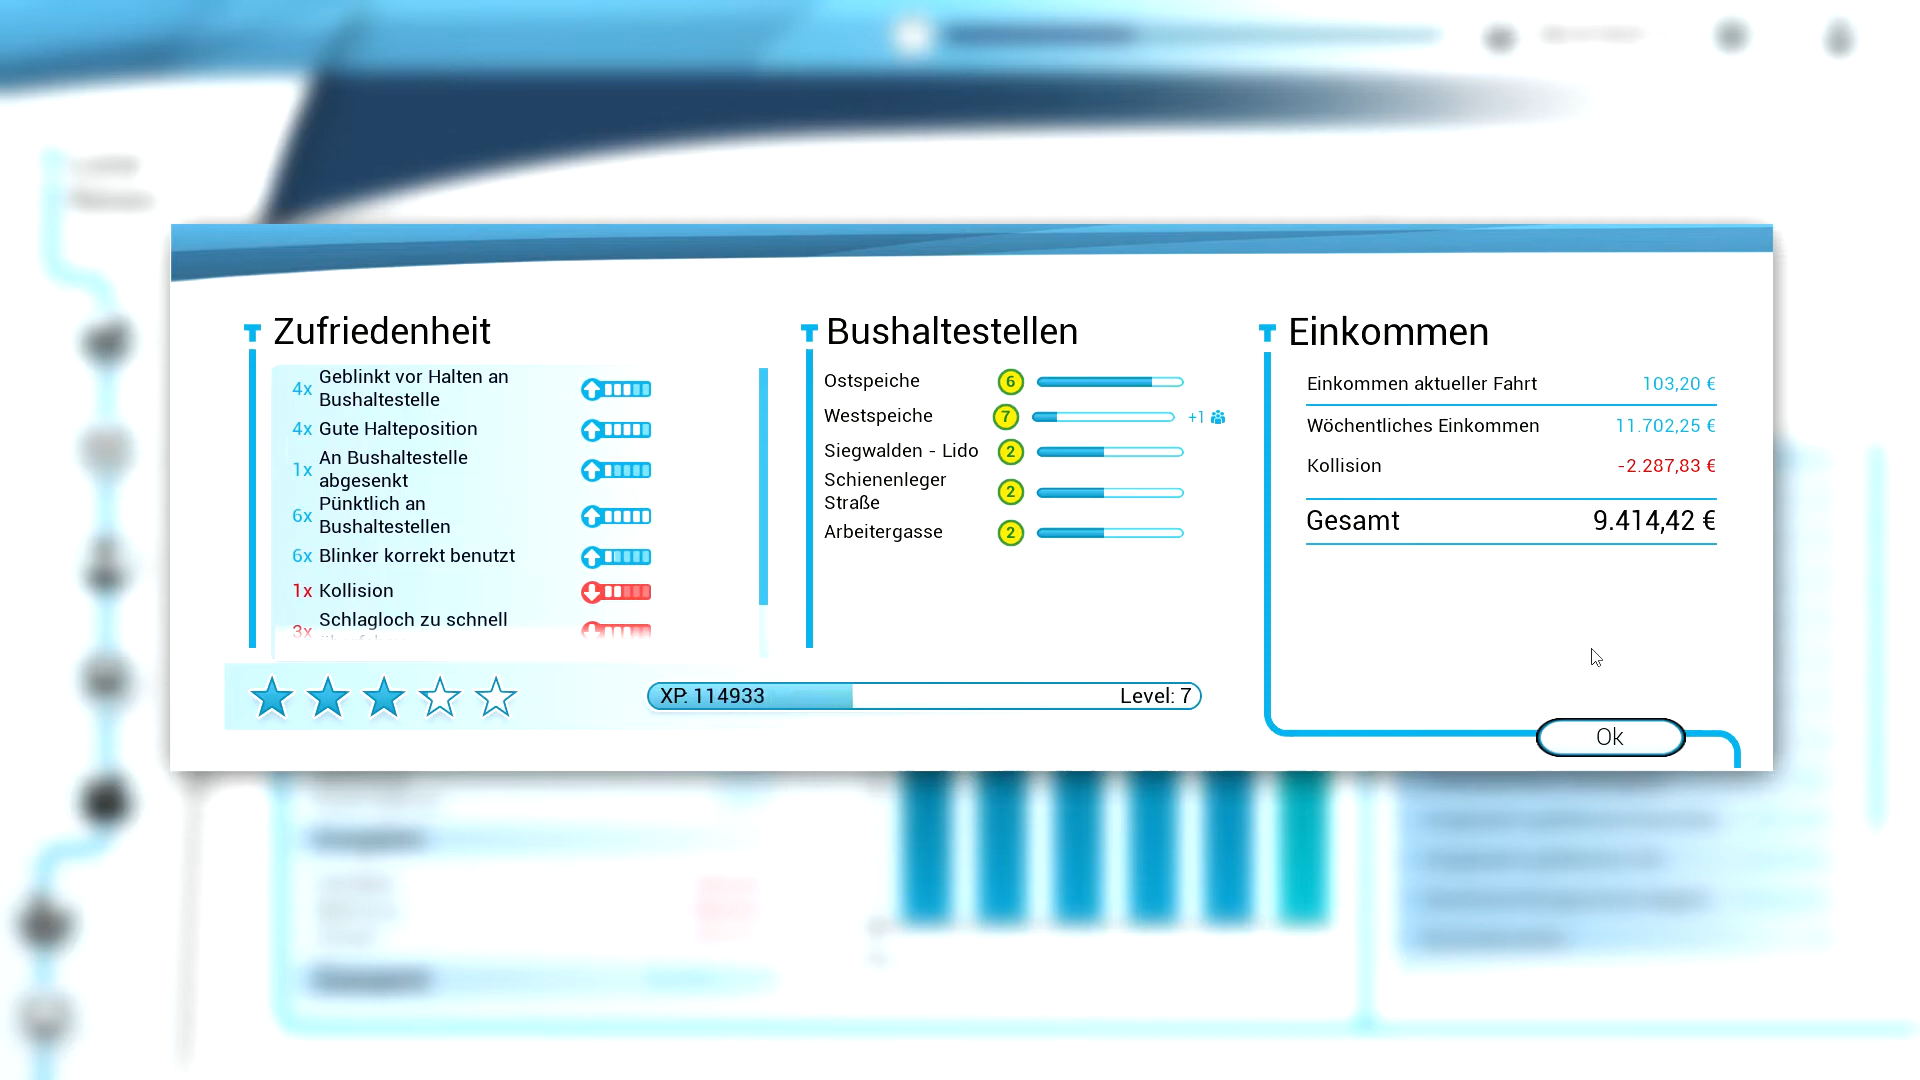 Zufriedenheit
4x Geblinkt vor Halten an
Bushaltestelle
4x Gute Halteposition
1x An Bushaltestelle
abgesenkt
6x Pünktlich an
Bushaltestellen
6x Blinker korrekt benutzt
1x Kollision
3x Schlagloch zu schnell
Bushaltestellen
Ostspeiche 6
Westspeiche 7 +1
Siegwalden - Lido 2
Schienenleger
Straße 2
Arbeitergasse 2
Einkommen
Einkommen aktueller Fahrt 103,20 €
Wöchentliches Einkommen 11.702,25 €
Kollision -2.287,83 €
Gesamt 9.414,42 €
XP: 114933 Level: 7
Ok